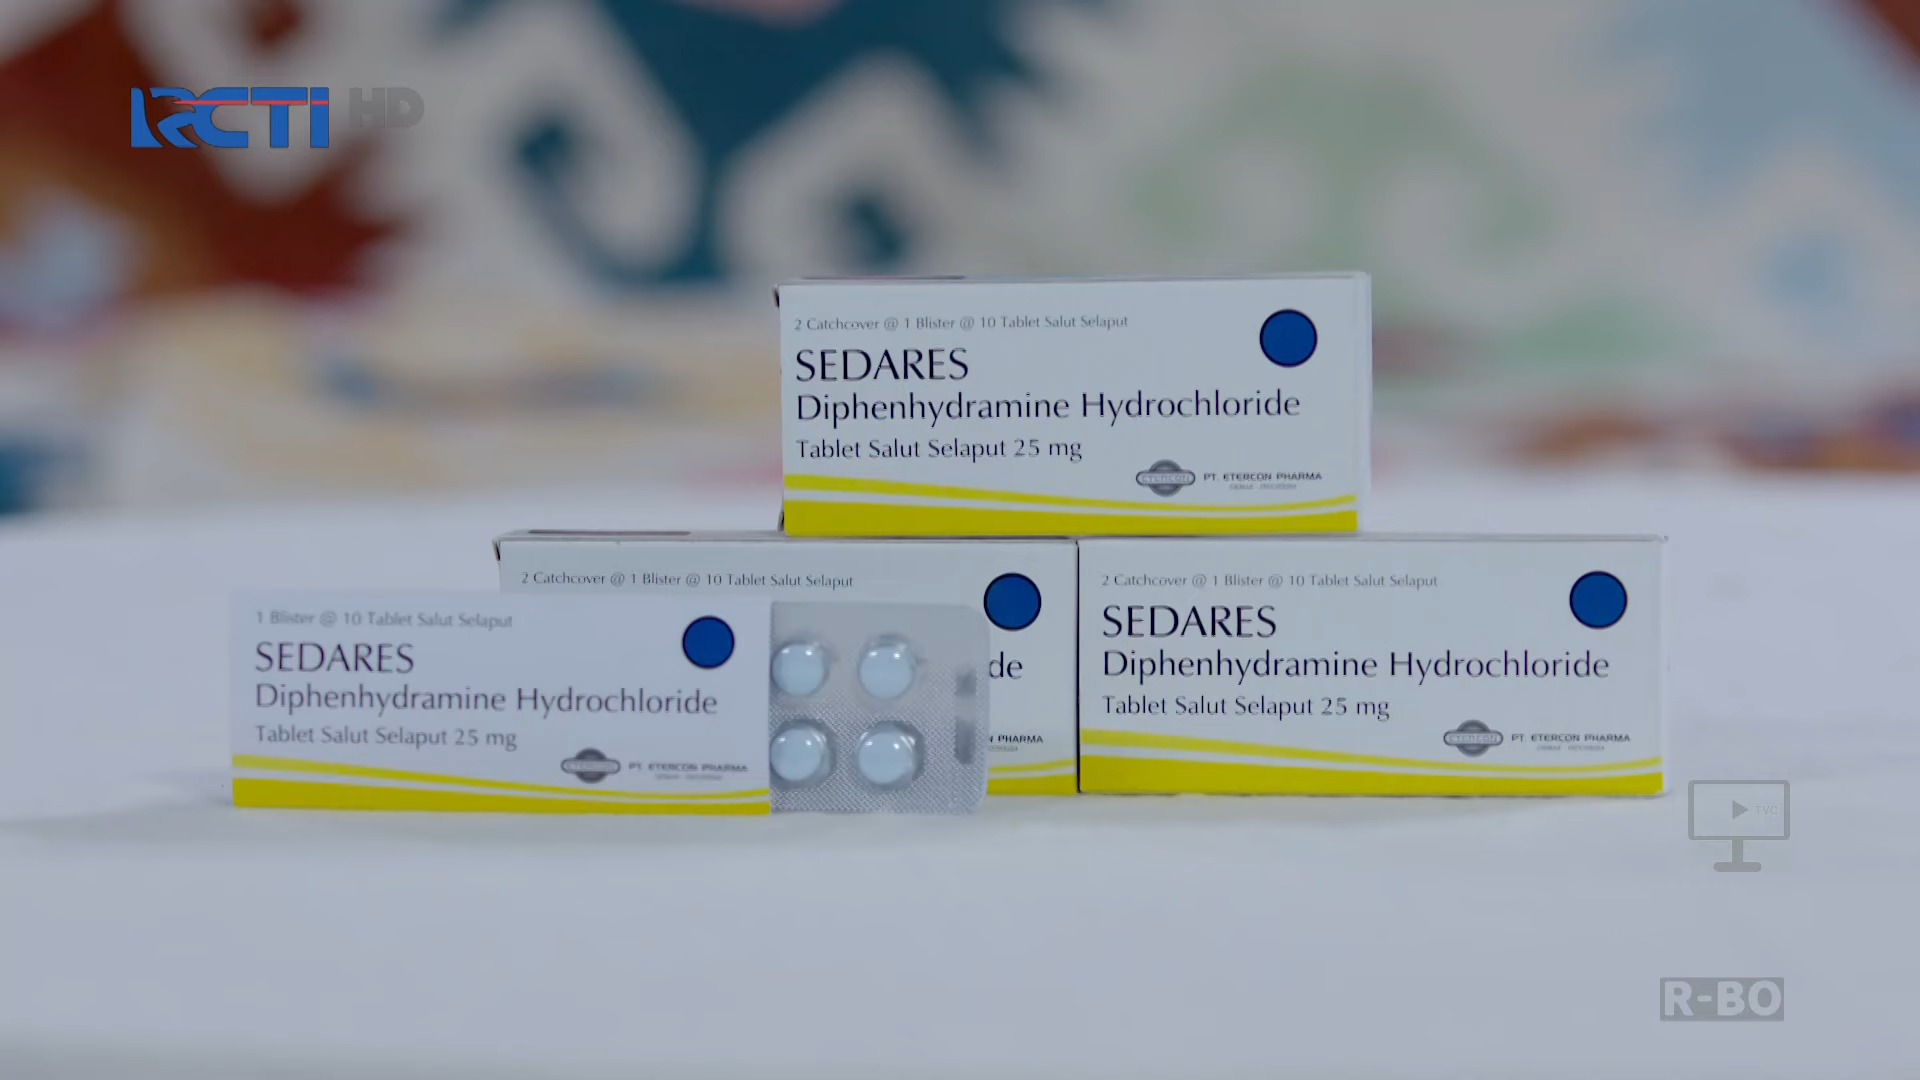 RCTI HD
2 Catchcover @ 1 Blister @ 10 Tablet Salut Selaput
SEDARES
Diphenhydramine Hydrochloride
Tablet Salut Selaput 25 mg
ETERCON
PT. ETERCON PHARMA
2 Catchcover @ 1 Blister @ 10 Tablet Salut Selaput
de
PHARMA
1 Blister @ 10 Tablet Salut Selaput
SEDARES
Diphenhydramine Hydrochloride
Tablet Salut Selaput 25 mg
ETERCON
PT. ETERCON PHARMA
2 Catchcover @ 1 Blister @ 10 Tablet Salut Selaput
SEDARES
Diphenhydramine Hydrochloride
Tablet Salut Selaput 25 mg
ETERCON
PT. ETERCON PHARMA
TVC
R-BO